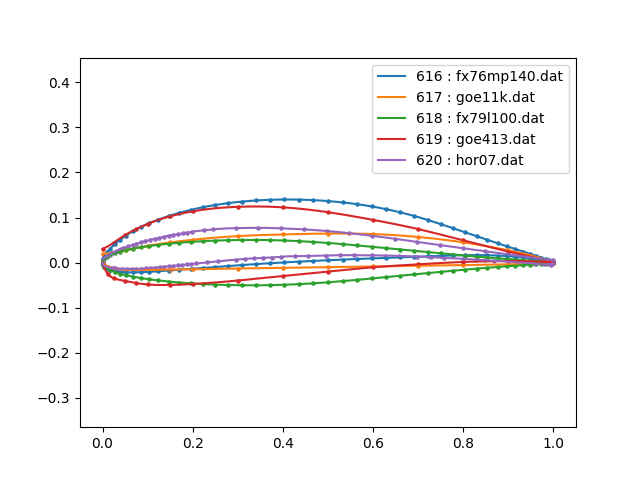 616 : fx76mp140.dat
617 : goe11k.dat
618 : fx79l100.dat
619 : goe413.dat
620 : hor07.dat
0.4
0.3
0.2
0.1
0.0
−0.1
−0.2
−0.3
0.0 0.2 0.4 0.6 0.8 1.0